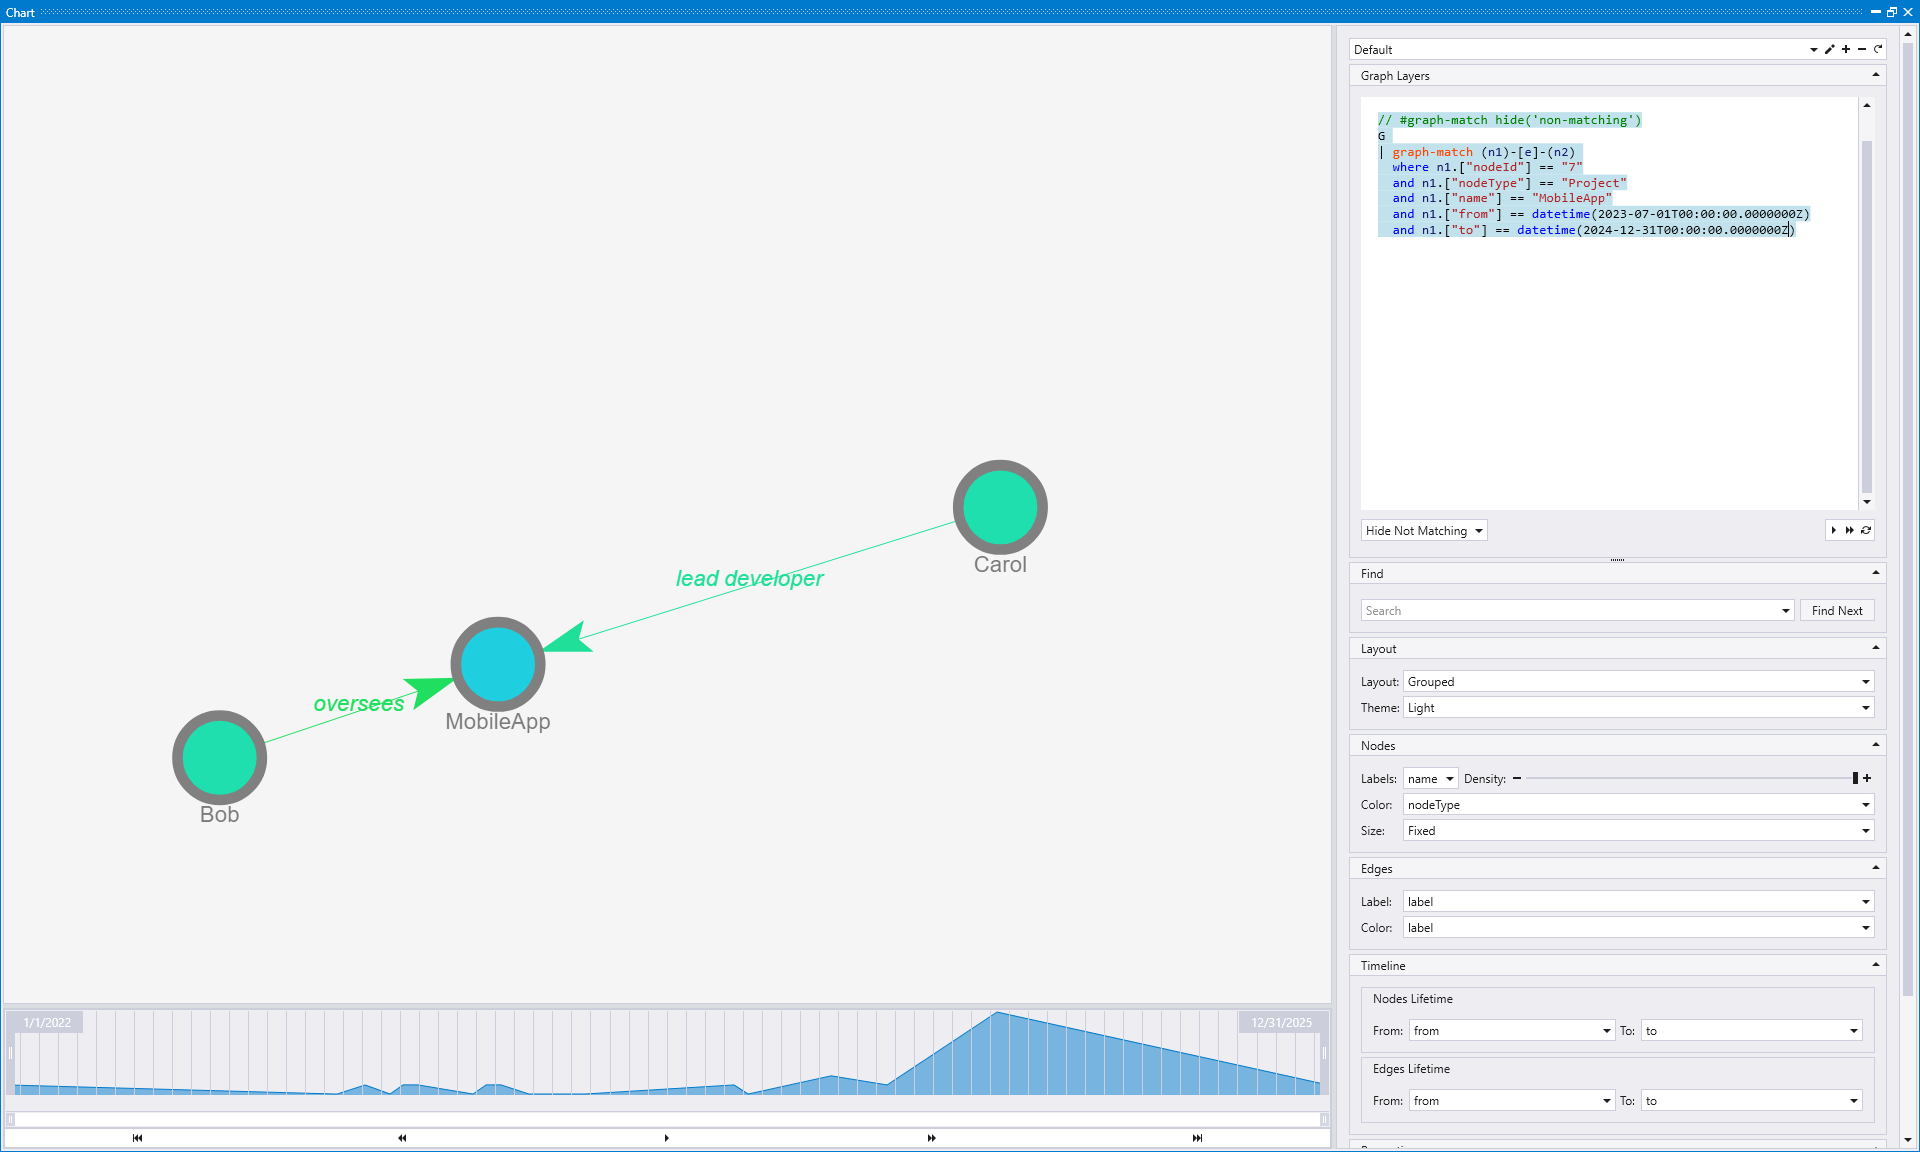 Chart
Default
Graph Layers
// #graph-match hide('non-matching')
G
| graph-match (n1)-[e]-(n2)
where n1.["nodeId"] == "7"
and n1.["nodeType"] == "Project"
and n1.["name"] == "MobileApp"
and n1.["from"] == datetime(2023-07-01T00:00:00.0000000Z)
and n1.["to"] == datetime(2024-12-31T00:00:00.0000000Z)
Hide Not Matching
Find
Search
Find Next
Layout
Layout: Grouped
Theme: Light
Nodes
Labels: name Density:
Color: nodeType
Size: Fixed
Edges
Label: label
Color: label
Timeline
Nodes Lifetime
From: from To: to
Edges Lifetime
From: from To: to
Carol
lead developer
MobileApp
oversees
Bob
1/1/2022
12/31/2025